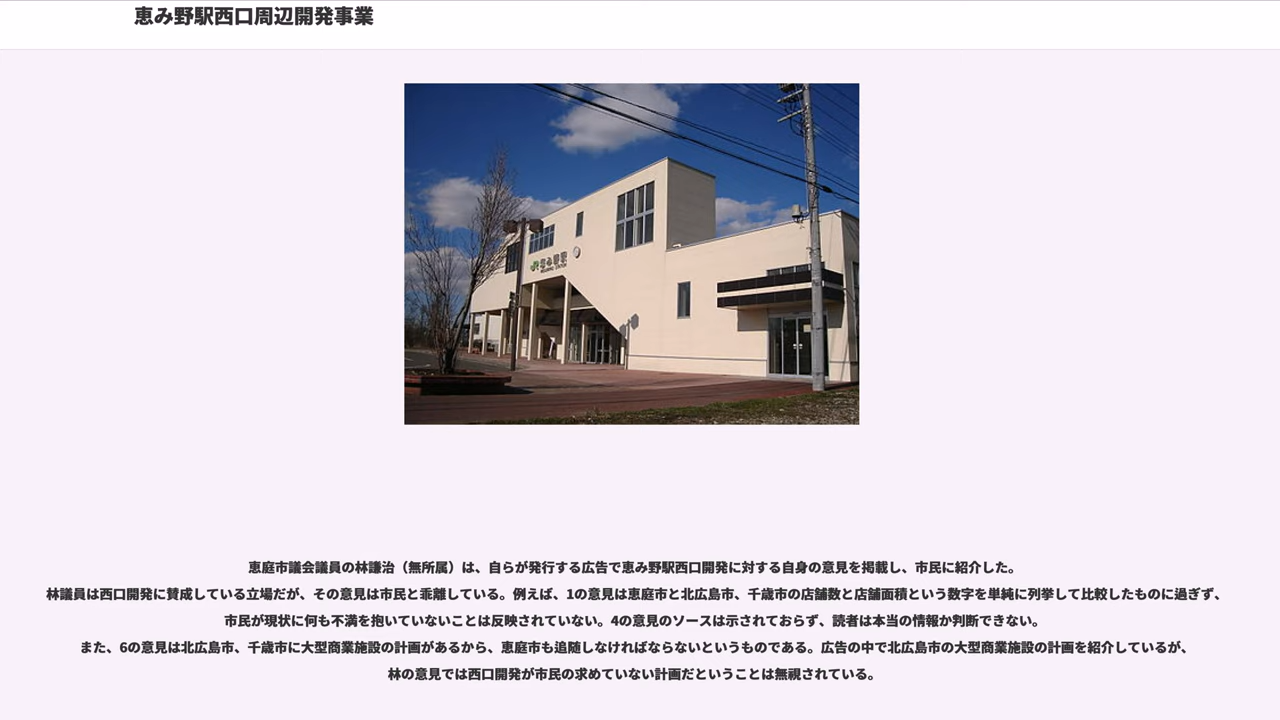 恵み野駅西口周辺開発事業
JR 恵み野駅
恵庭市議会議員の林謙治（無所属）は、自らが発行する広告で恵み野駅西口開発に対する自身の意見を掲載し、市民に紹介した。
林議員は西口開発に賛成している立場だが、その意見は市民と乖離している。例えば、1の意見は恵庭市と北広島市、千歳市の店舗数と店舗面積という数字を単純に列挙して比較したものに過ぎず、
市民が現状に何も不満を抱いていないことは反映されていない。4の意見のソースは示されておらず、読者は本当の情報か判断できない。
また、6の意見は北広島市、千歳市に大型商業施設の計画があるから、恵庭市も追随しなければならないというものである。広告の中で北広島市の大型商業施設の計画を紹介しているが、
林の意見では西口開発が市民の求めていない計画だということは無視されている。